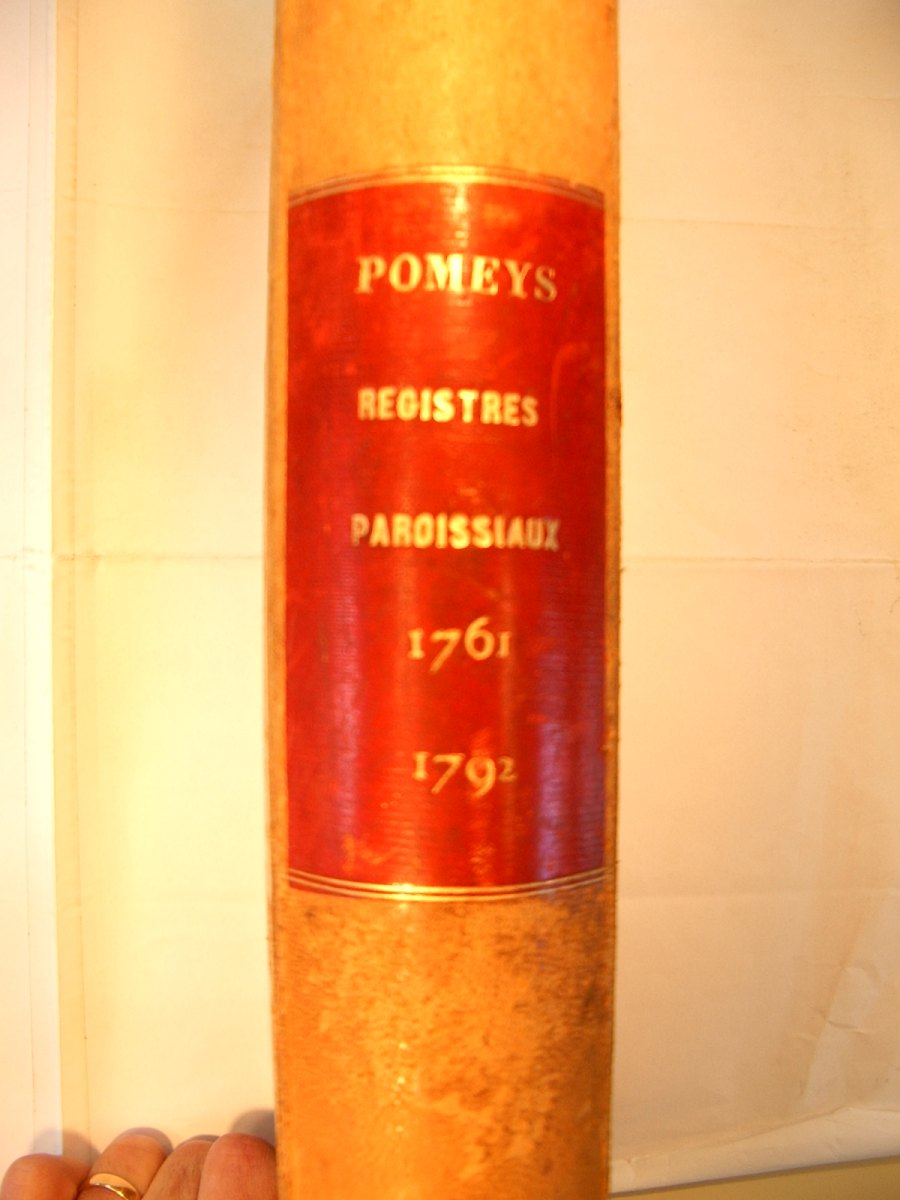 POMEYS
REGISTRES
PAROISSIAUX
1761
1792